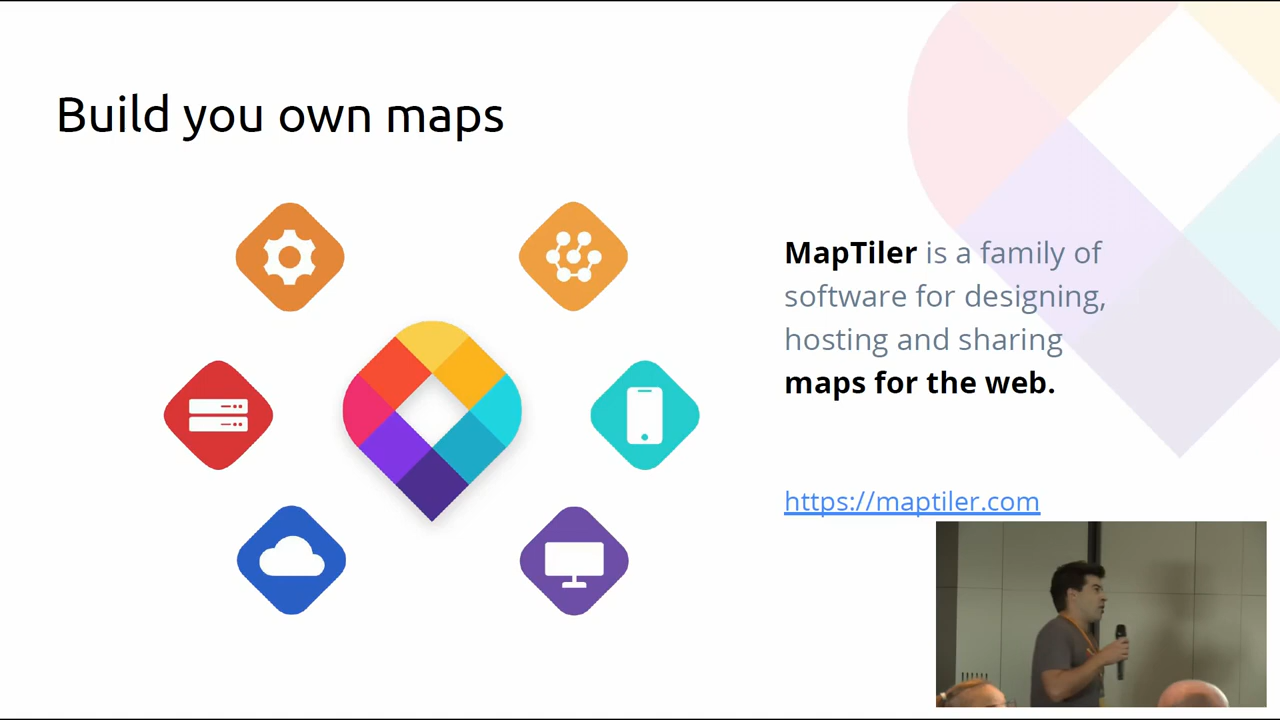 Build you own maps
MapTiler is a family of
software for designing,
hosting and sharing
maps for the web.
https://maptiler.com